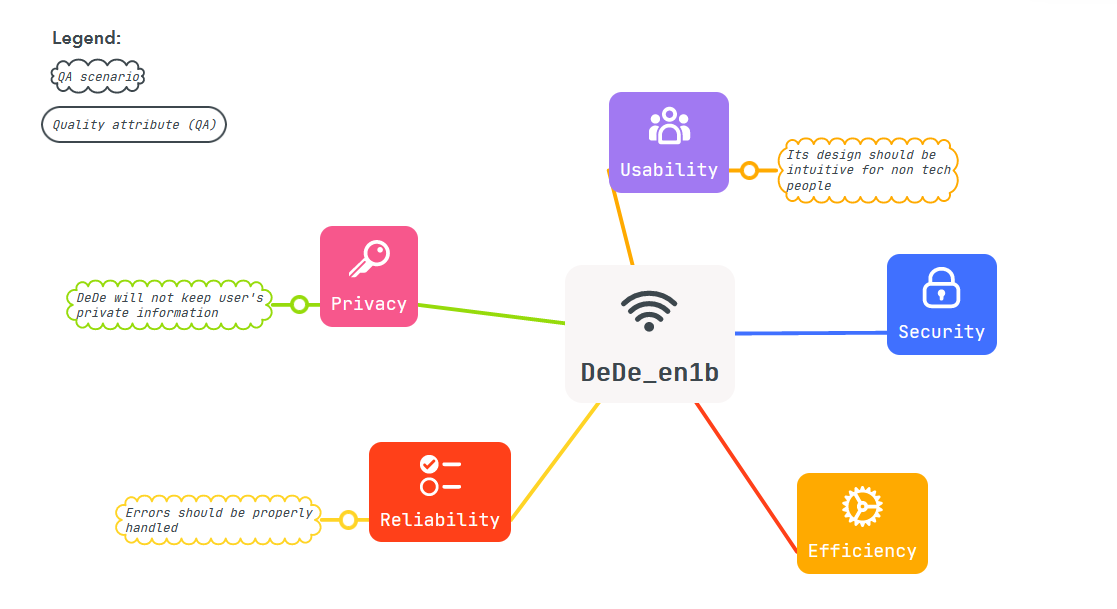 Legend:
QA scenario
Quality attribute (QA)
Usability
Its design should be
intuitive for non tech
people
Privacy
DeDe will not keep user's
private information
DeDe_en1b
Security
Reliability
Errors should be properly
handled
Efficiency